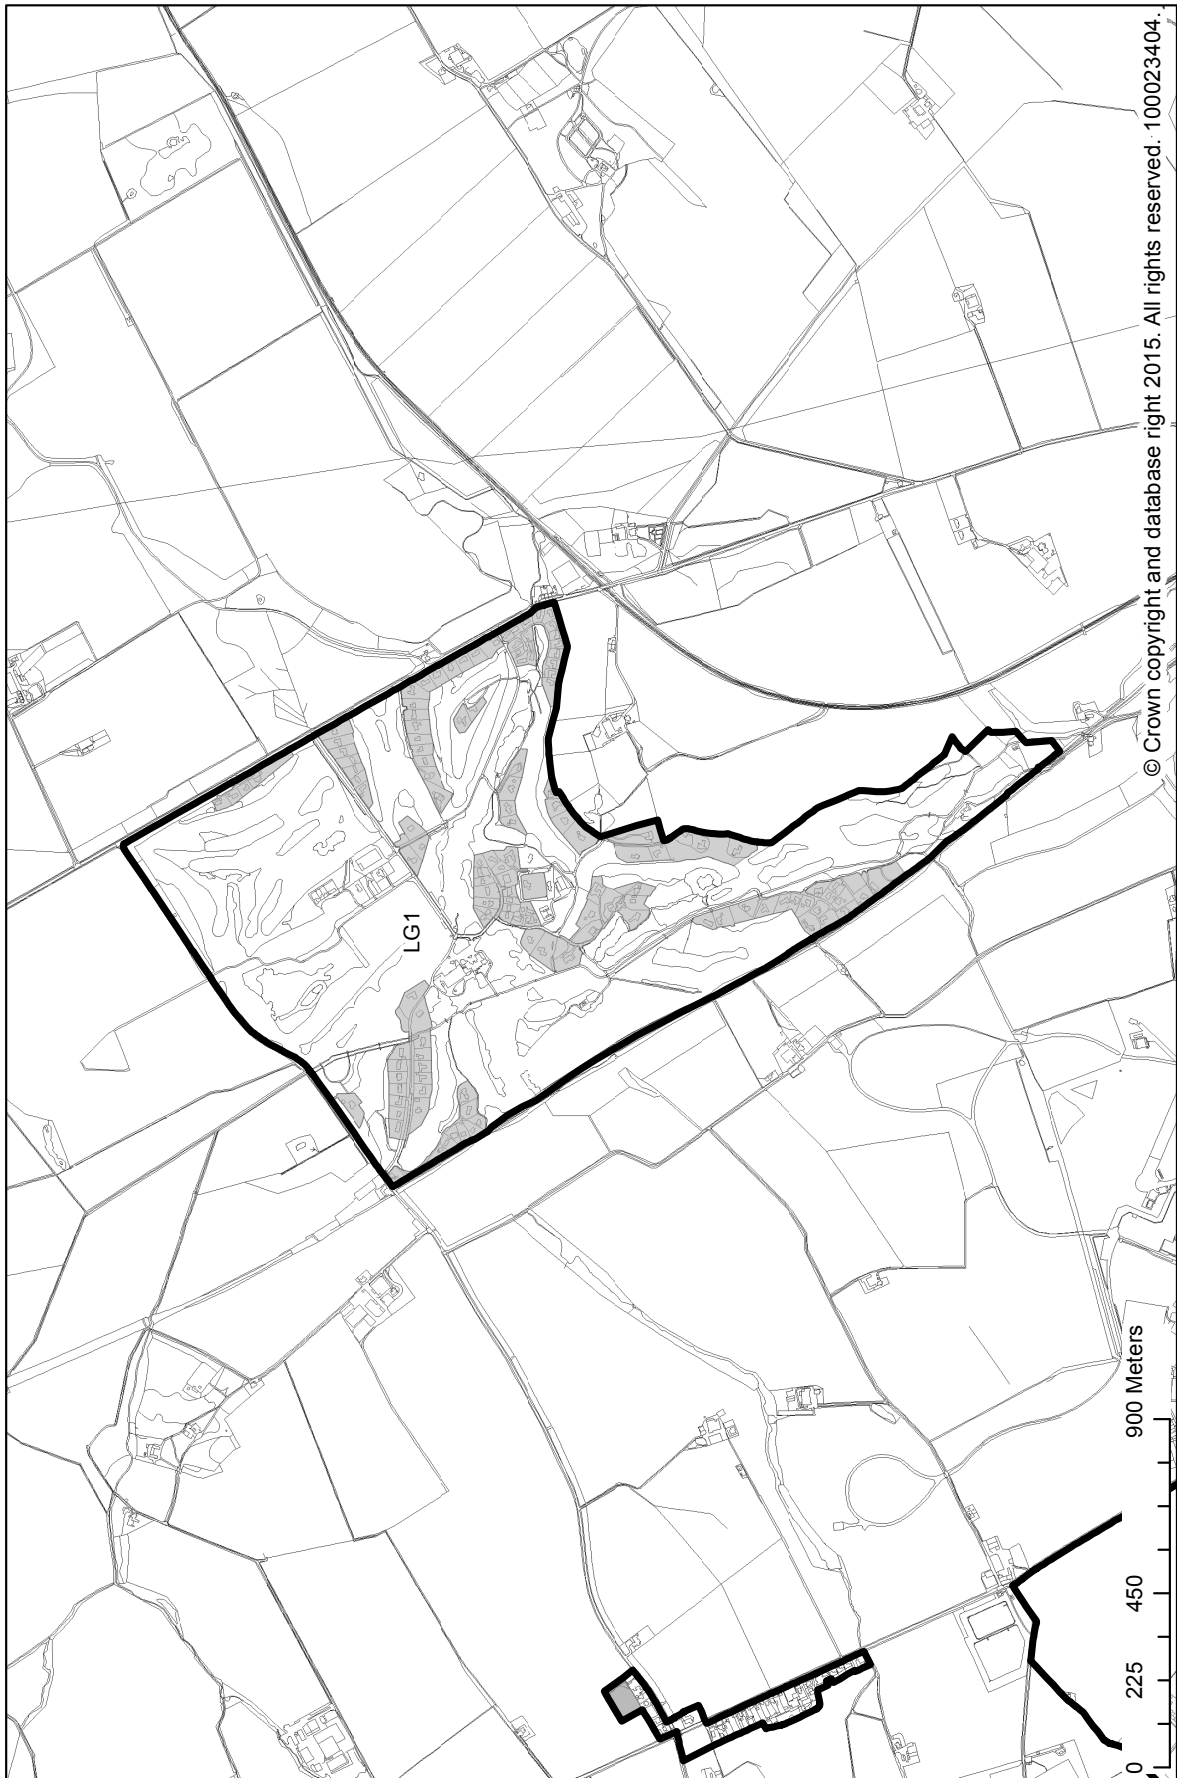 LG1
0 225 450 900 Meters
© Crown copyright and database right 2015. All rights reserved. 100023404.